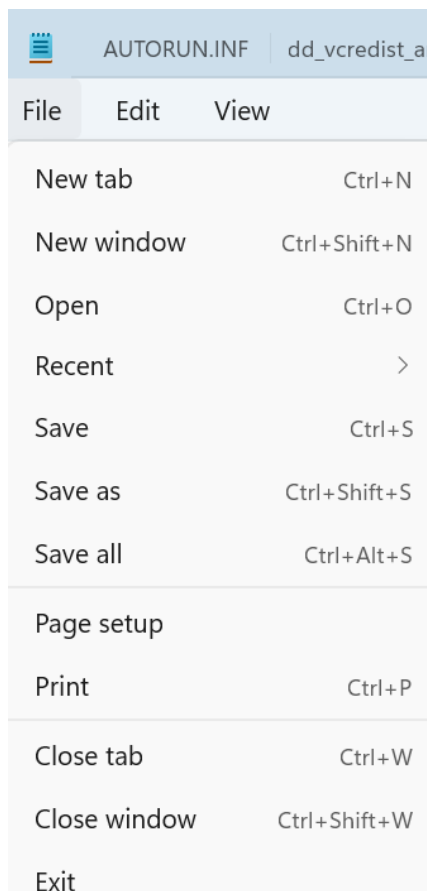 AUTORUN.INF dd_vcredist_a
File Edit View
New tab Ctrl+N
New window Ctrl+Shift+N
Open Ctrl+O
Recent
Save Ctrl+S
Save as Ctrl+Shift+S
Save all Ctrl+Alt+S
Page setup
Print Ctrl+P
Close tab Ctrl+W
Close window Ctrl+Shift+W
Exit